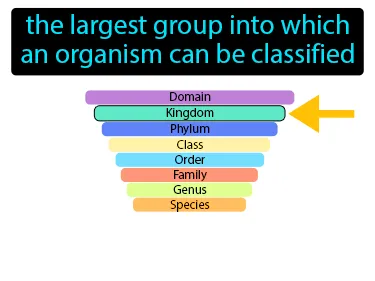 the largest group into which
an organism can be classified
Domain
Kingdom
Phylum
Class
Order
Family
Genus
Species